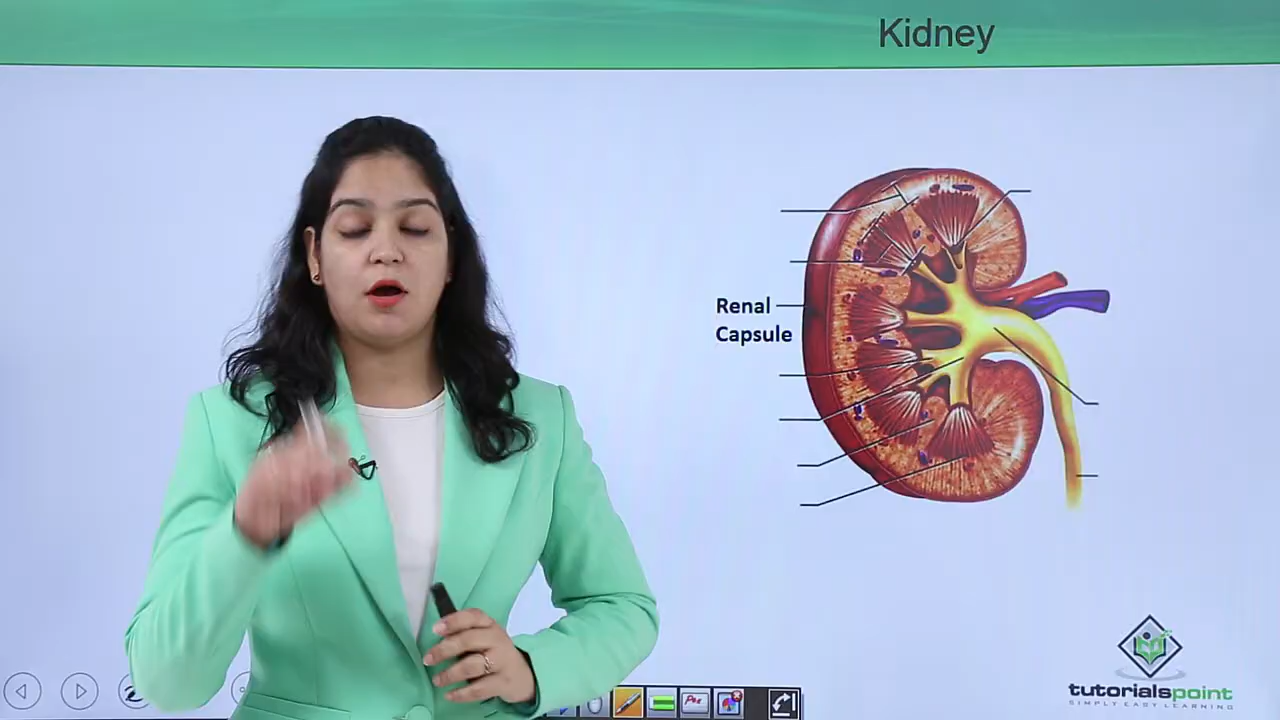 Kidney
Renal
Capsule
tutorialspoint
SIMPLY EASY LEARNING